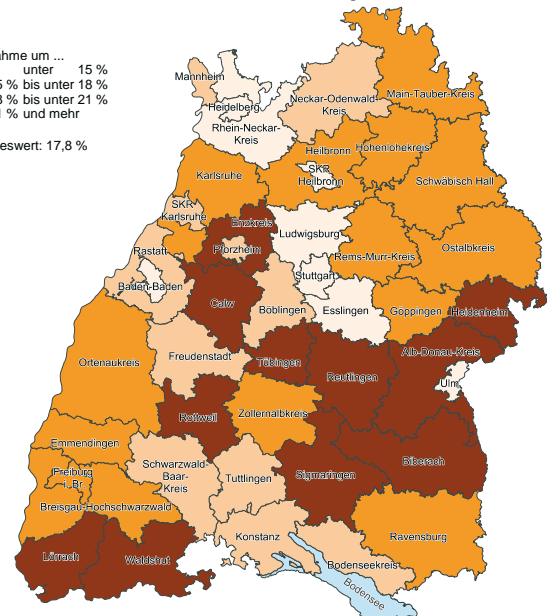 ahme um ...
unter 15 %
5 % bis unter 18 %
8 % bis unter 21 %
% und mehr
eswert: 17,8 %
Mannheim
Heidelberg
Rhein-Neckar-
Kreis
Neckar-Odenwald-
Kreis
Main-Tauber-Kreis
Heilbronn
Hohenlohekreis
SKR
Heilbronn
Schwäbisch Hall
Karlsruhe
SKR
Karlsruhe
Enzkreis
Pforzheim
Ludwigsburg
Rems-Murr-Kreis
Ostalbkreis
Rastatt
Baden-Baden
Stuttgart
Calw
Böblingen
Esslingen
Göppingen
Heidenheim
Ortenaukreis
Freudenstadt
Tübingen
Reutlingen
Alb-Donau-Kreis
Ulm
Rottweil
Zollernalbkreis
Emmendingen
Freiburg
i. Br.
Schwarzwald-
Baar-
Kreis
Tuttlingen
Sigmaringen
Biberach
Breisgau-Hochschwarzwald
Konstanz
Ravensburg
Lörrach
Waldshut
Bodenseekreis
Bodensee